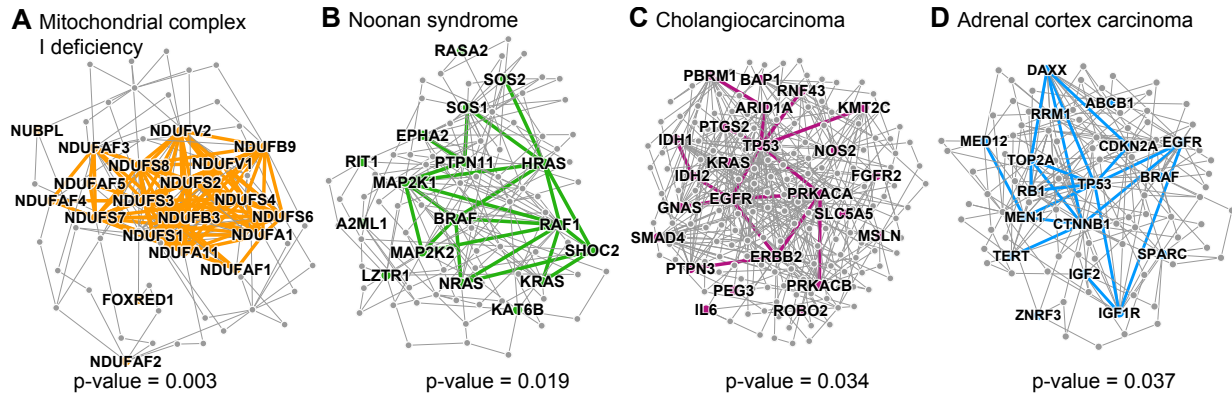 A Mitochondrial complex
I deficiency
NUBPL
NDUFV2
NDUFAF3
NDUFB9
NDUFS8
NDUFV1
NDUFAF5
NDUFS2
NDUFAF4
NDUFS3
NDUFS4
NDUFS7
NDUFB3
NDUFS6
NDUFS1
NDUFA1
NDUFA11
NDUFAF1
FOXRED1
NDUFAF2
p-value = 0.003
B Noonan syndrome
RASA2
SOS2
SOS1
EPHA2
RIT1
PTPN11
HRAS
MAP2K1
A2ML1
BRAF
RAF1
MAP2K2
SHOC2
LZTR1
NRAS
KRAS
KAT6B
p-value = 0.019
C Cholangiocarcinoma
PBRM1
BAP1
RNF43
ARID1A
KMT2C
PTGS2
IDH1
TP53
NOS2
KRAS
IDH2
FGFR2
EGFR
PRKACA
GNAS
SLC5A5
SMAD4
MSLN
ERBB2
PTPN3
PRKACB
PEG3
IL6
ROBO2
p-value = 0.034
D Adrenal cortex carcinoma
DAXX
ABCB1
RRM1
MED12
CDKN2A
EGFR
TOP2A
BRAF
RB1
TP53
MEN1
CTNNB1
TERT
SPARC
IGF2
ZNRF3
IGF1R
p-value = 0.037